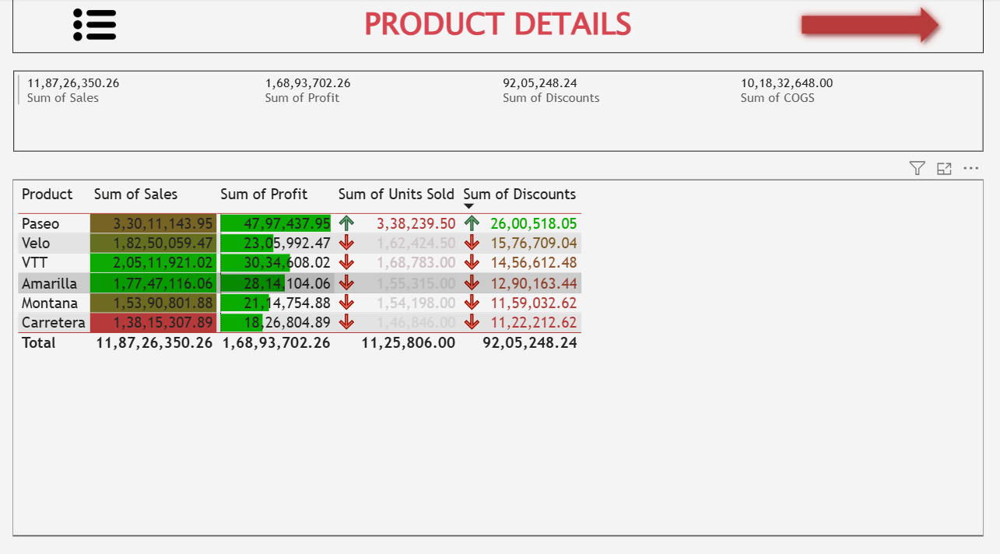 PRODUCT DETAILS
11,87,26,350.26 1,68,93,702.26 92,05,248.24 10,18,32,648.00
Sum of Sales Sum of Profit Sum of Discounts Sum of COGS
Product Sum of Sales Sum of Profit Sum of Units Sold Sum of Discounts
Paseo 3,30,11,143.95 47,97,437.95 3,38,239.50 26,00,518.05
Velo 1,82,50,059.47 23,05,992.47 1,62,424.50 15,76,709.04
VTT 2,05,11,921.02 30,34,608.02 1,68,783.00 14,56,612.48
Amarilla 1,77,47,116.06 28,14,104.06 1,55,315.00 12,90,163.44
Montana 1,53,90,801.88 21,14,754.88 1,54,198.00 11,59,032.62
Carretera 1,38,15,307.89 18,26,804.89 1,46,846.00 11,22,212.62
Total 11,87,26,350.26 1,68,93,702.26 11,25,806.00 92,05,248.24